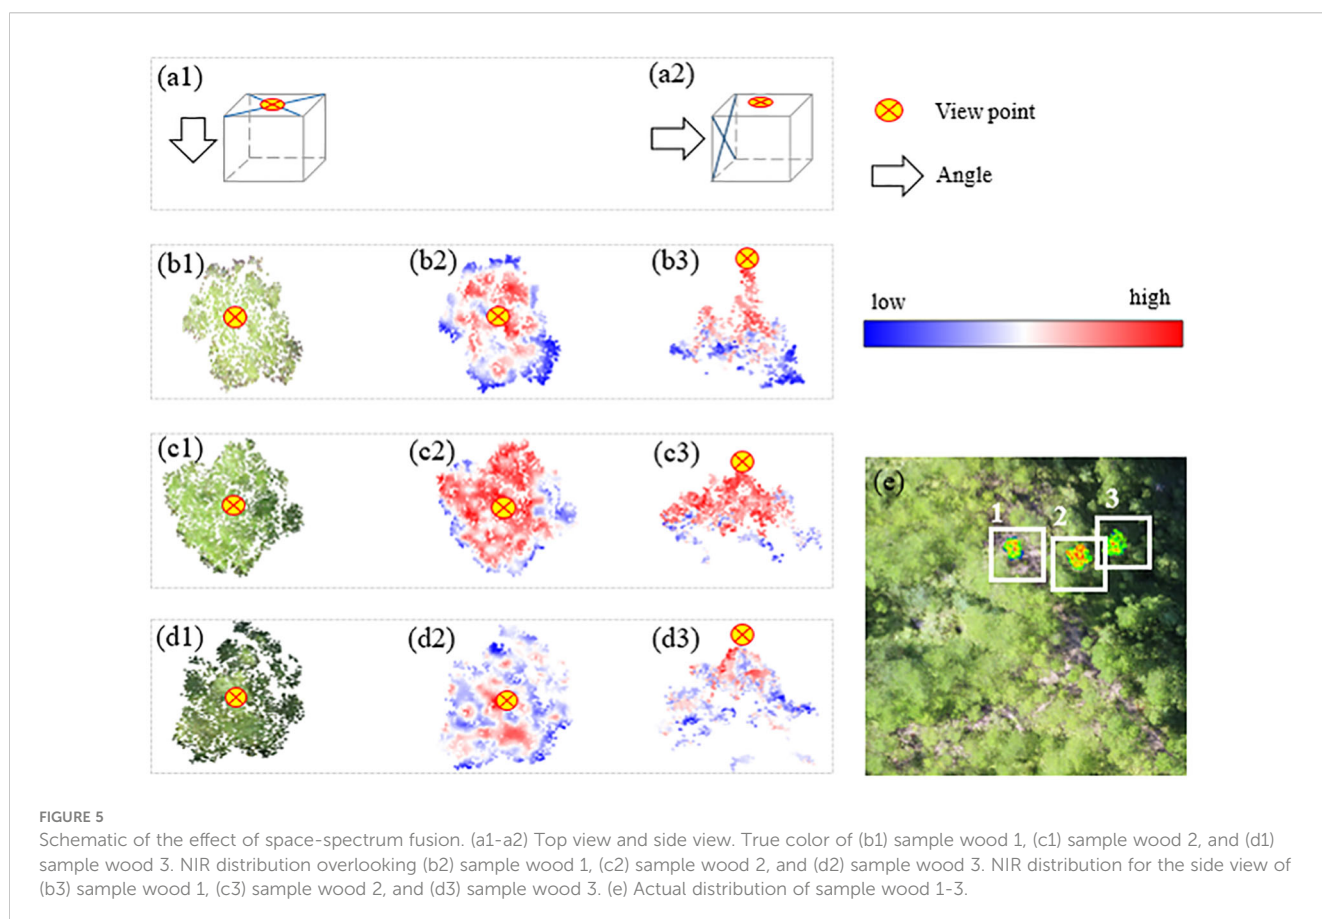 (a1)
(a2)
View point
Angle
(b1)
(b2)
(b3)
low
high
(c1)
(c2)
(c3)
(e)
1
2
3
(d1)
(d2)
(d3)
FIGURE 5
Schematic of the effect of space-spectrum fusion. (a1-a2) Top view and side view. True color of (b1) sample wood 1, (c1) sample wood 2, and (d1)
sample wood 3. NIR distribution overlooking (b2) sample wood 1, (c2) sample wood 2, and (d2) sample wood 3. NIR distribution for the side view of
(b3) sample wood 1, (c3) sample wood 2, and (d3) sample wood 3. (e) Actual distribution of sample wood 1-3.